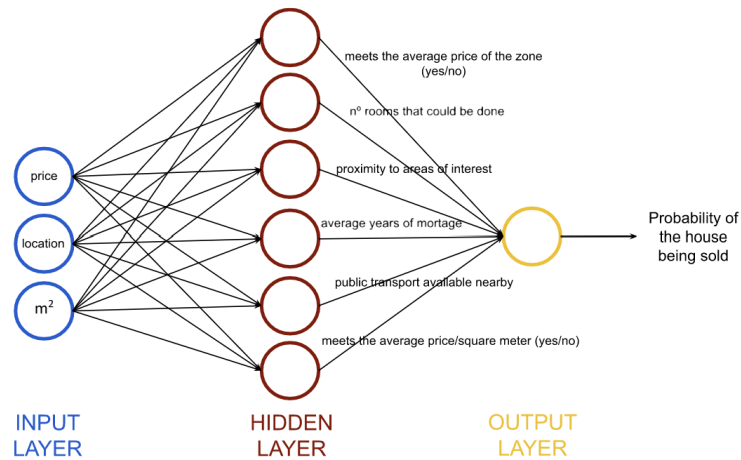 meets the average price of the zone
(yes/no)
nº rooms that could be done
price
proximity to areas of interest
location
average years of mortage
Probability of
the house
being sold
m²
public transport available nearby
meets the average price/square meter (yes/no)
INPUT
LAYER
HIDDEN
LAYER
OUTPUT
LAYER